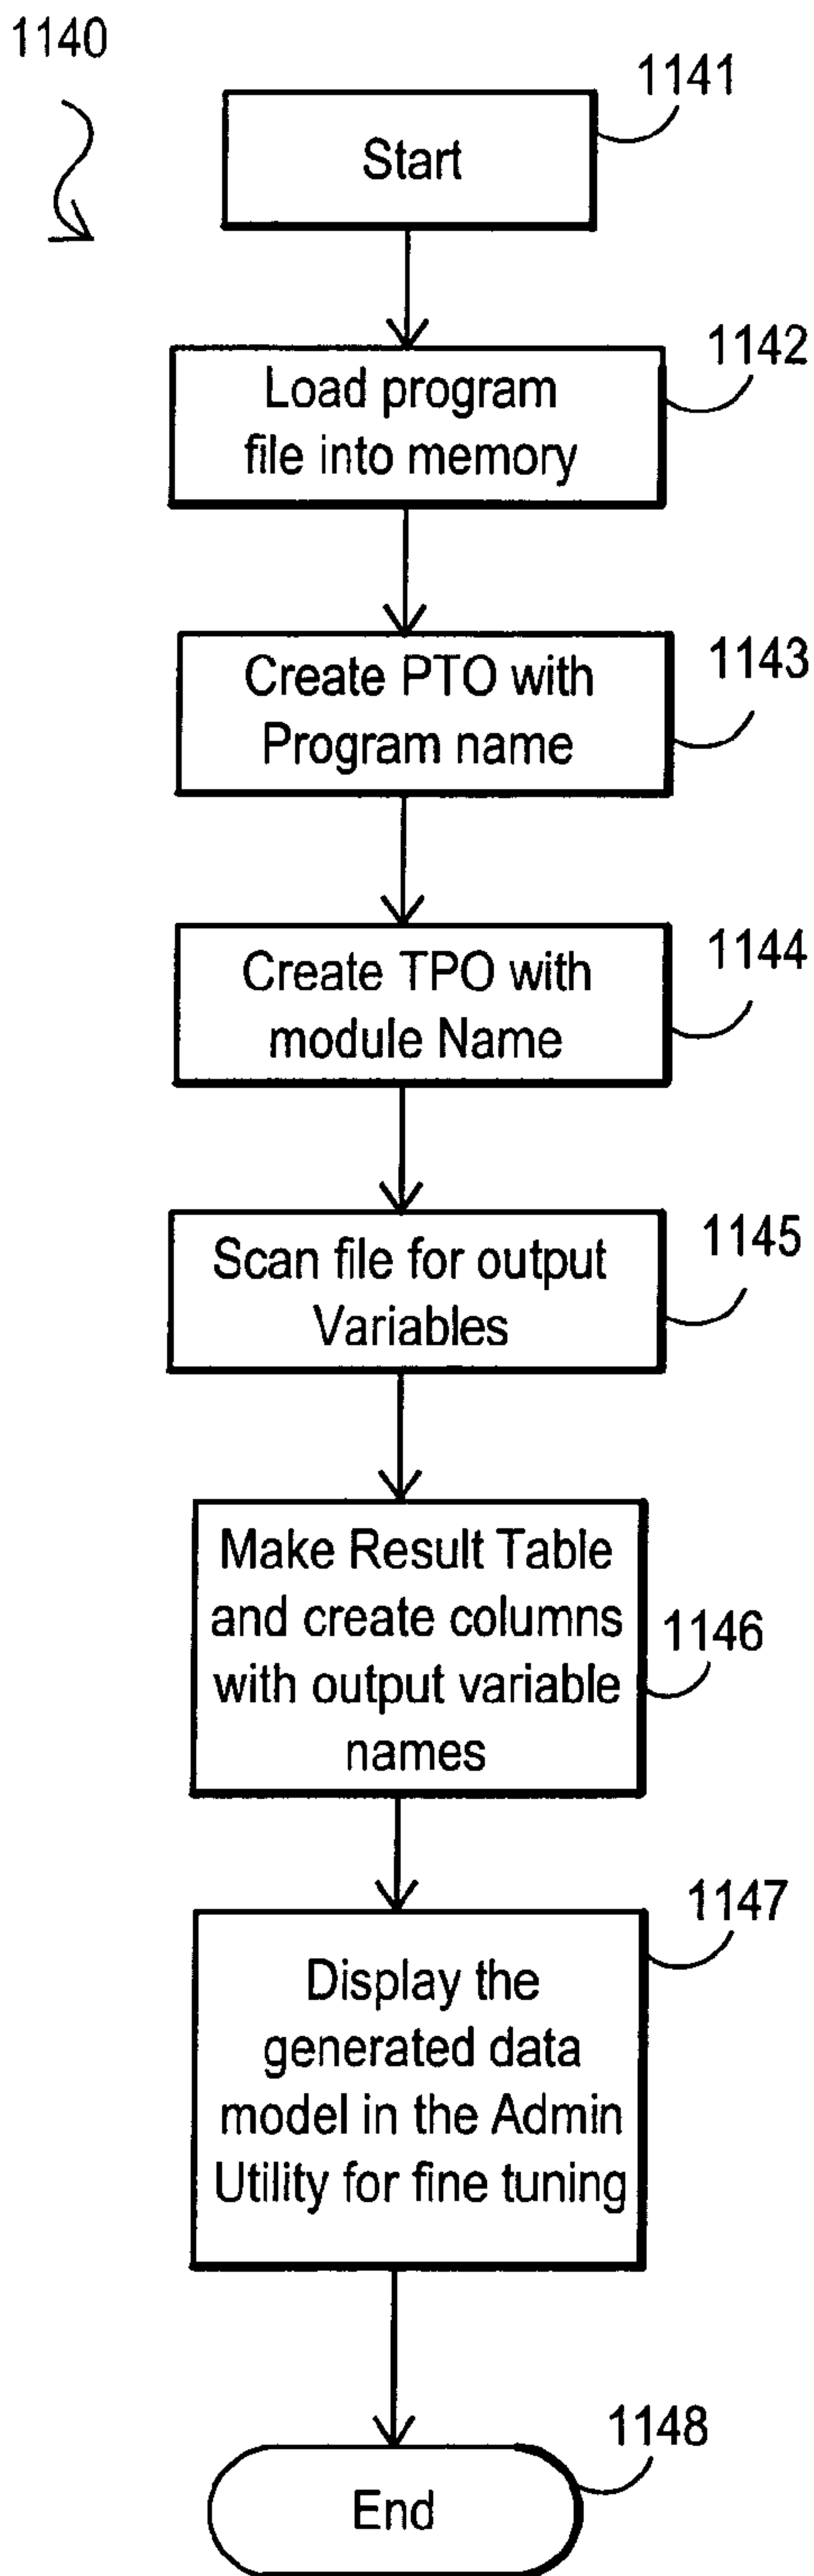 1140
1141
Start
1142
Load program
file into memory
1143
Create PTO with
Program name
1144
Create TPO with
module Name
1145
Scan file for output
Variables
1146
Make Result Table
and create columns
with output variable
names
1147
Display the
generated data
model in the Admin
Utility for fine tuning
1148
End